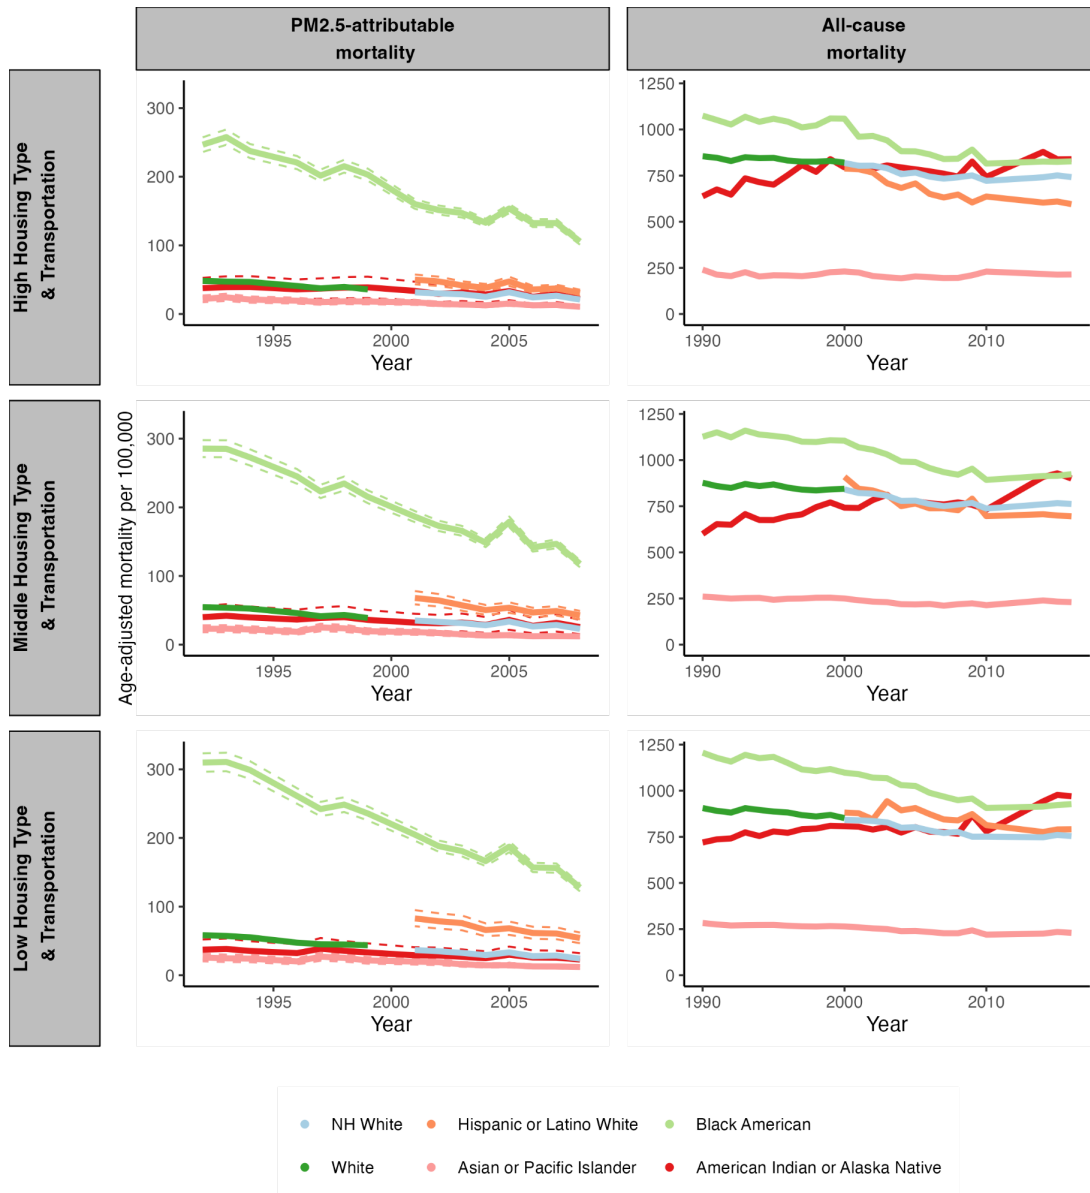 PM2.5-attributable
mortality
All-cause
mortality
High Housing Type
& Transportation
300
200
100
0
1995
2000
2005
Year
1250
1000
750
500
250
0
1990
2000
2010
Year
Middle Housing Type
& Transportation
Age-adjusted mortality per 100,000
300
200
100
0
1995
2000
2005
Year
1250
1000
750
500
250
0
1990
2000
2010
Year
Low Housing Type
& Transportation
300
200
100
0
1995
2000
2005
Year
1250
1000
750
500
250
0
1990
2000
2010
Year
NH White
Hispanic or Latino White
Black American
White
Asian or Pacific Islander
American Indian or Alaska Native